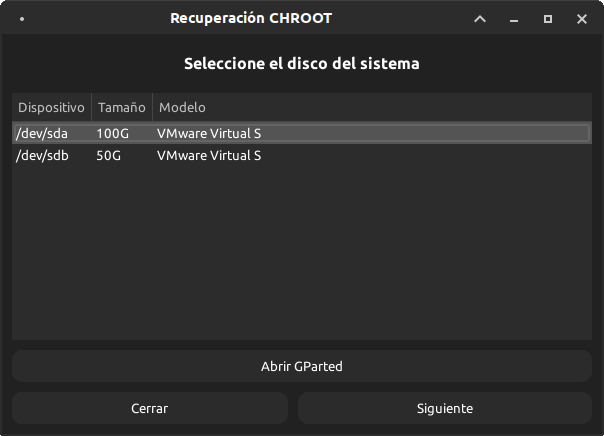 Recuperación CHROOT
Seleccione el disco del sistema
Dispositivo Tamaño Modelo
/dev/sda 100G VMware Virtual S
/dev/sdb 50G VMware Virtual S
Abrir GParted
Cerrar Siguiente